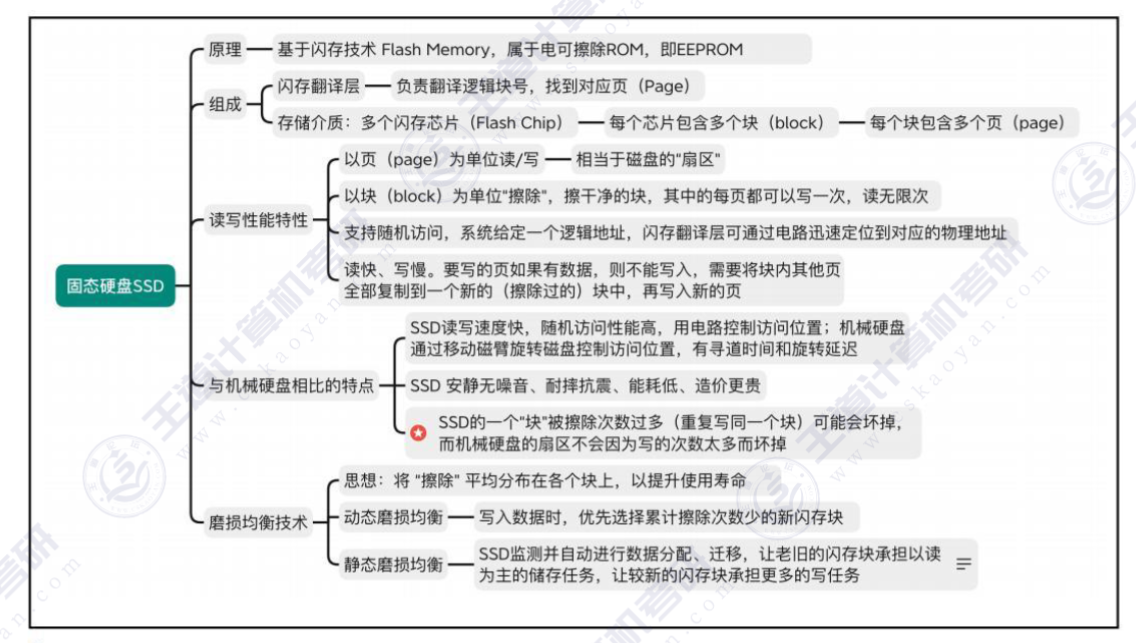 固态硬盘SSD
原理
基于闪存技术 Flash Memory，属于电可擦除ROM，即EEPROM
组成
闪存翻译层
负责翻译逻辑块号，找到对应页（Page）
存储介质：多个闪存芯片（Flash Chip）
每个芯片包含多个块（block）
每个块包含多个页（page）
读写性能特性
以页（page）为单位读/写
相当于磁盘的"扇区"
以块（block）为单位"擦除"，擦干净的块，其中的每页都可以写一次，读无限次
支持随机访问，系统给定一个逻辑地址，闪存翻译层可通过电路迅速定位到对应的物理地址
读快、写慢。要写的页如果有数据，则不能写入，需要将块内其他页
全部复制到一个新的（擦除过的）块中，再写入新的页
与机械硬盘相比的特点
SSD读写速度快，随机访问性能高，用电路控制访问位置；机械硬盘
通过移动磁臂旋转磁盘控制访问位置，有寻道时间和旋转延迟
SSD 安静无噪音、耐摔抗震、能耗低、造价更贵
SSD的一个"块"被擦除次数过多（重复写同一个块）可能会坏掉，
而机械硬盘的扇区不会因为写的次数太多而坏掉
磨损均衡技术
思想：将 "擦除" 平均分布在各个块上，以提升使用寿命
动态磨损均衡
写入数据时，优先选择累计擦除次数少的新闪存块
静态磨损均衡
SSD监测并自动进行数据分配、迁移，让老旧的闪存块承担以读
为主的储存任务，让较新的闪存块承担更多的写任务
王道计算机考研
www.cskaoyan.com